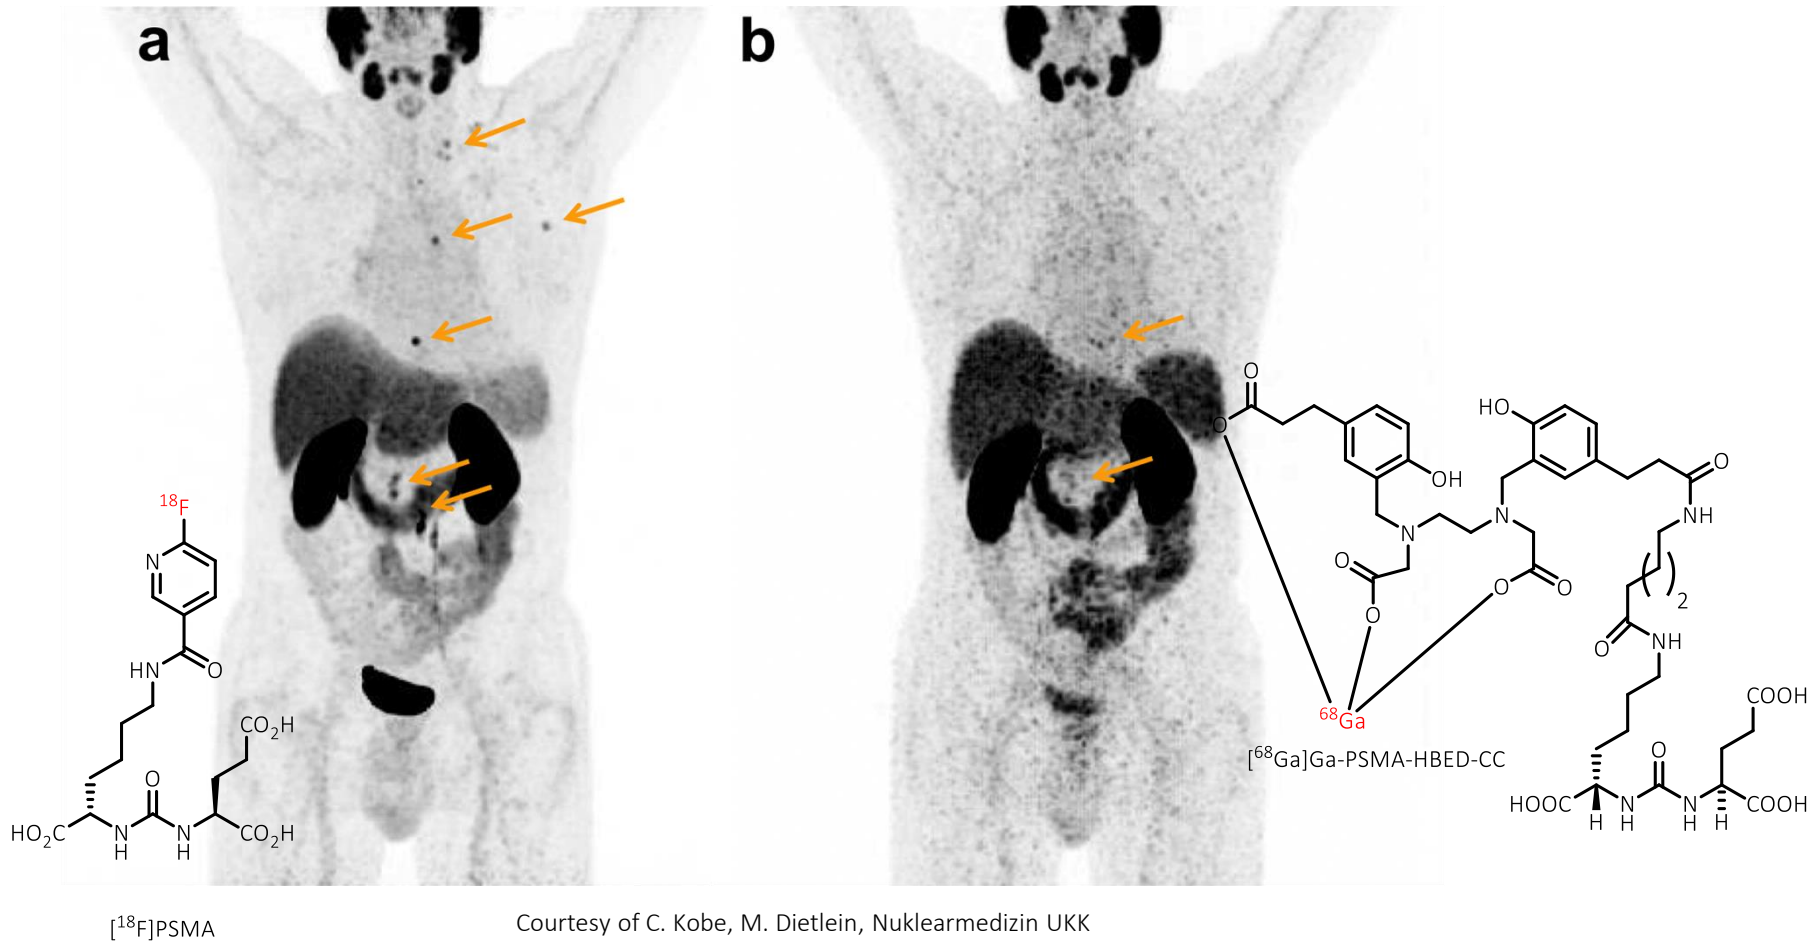 a
b
¹⁸F
N
O
HN
CO₂H
O
HO₂C
N
H
N
H
CO₂H
[¹⁸F]PSMA
O
O
OH
HO
N
N
O
O
O
O
O
NH
2
O
NH
⁶⁸Ga
[⁶⁸Ga]Ga-PSMA-HBED-CC
COOH
O
HOOC
H
N
H
N
H
H
COOH
Courtesy of C. Kobe, M. Dietlein, Nuklearmedizin UKK